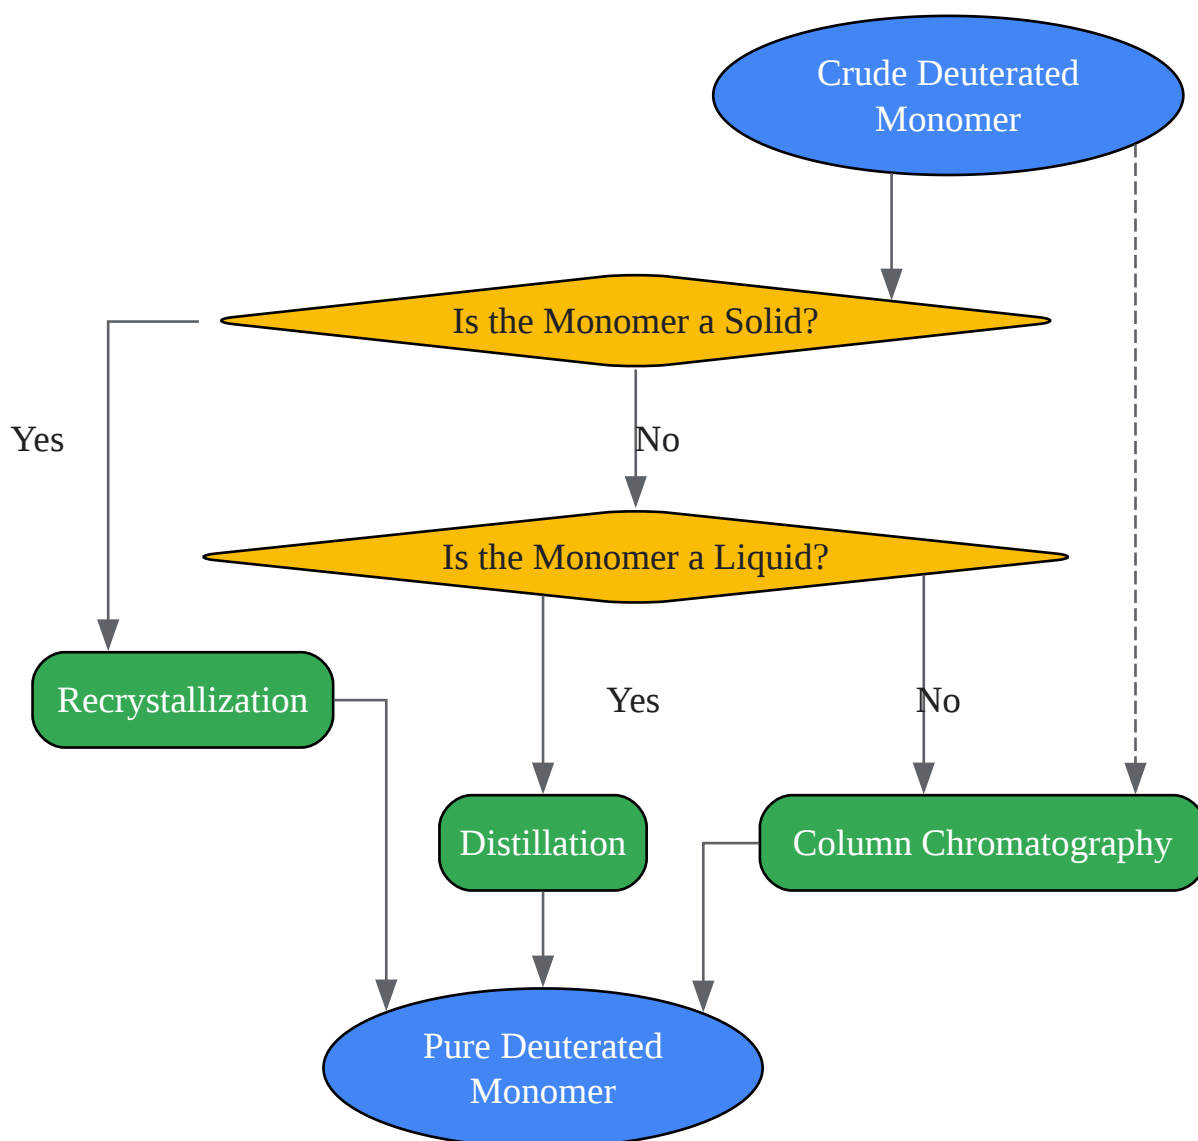 Crude Deuterated
Monomer
Is the Monomer a Solid?
Yes
No
Is the Monomer a Liquid?
Recrystallization
Yes
No
Distillation
Column Chromatography
Pure Deuterated
Monomer